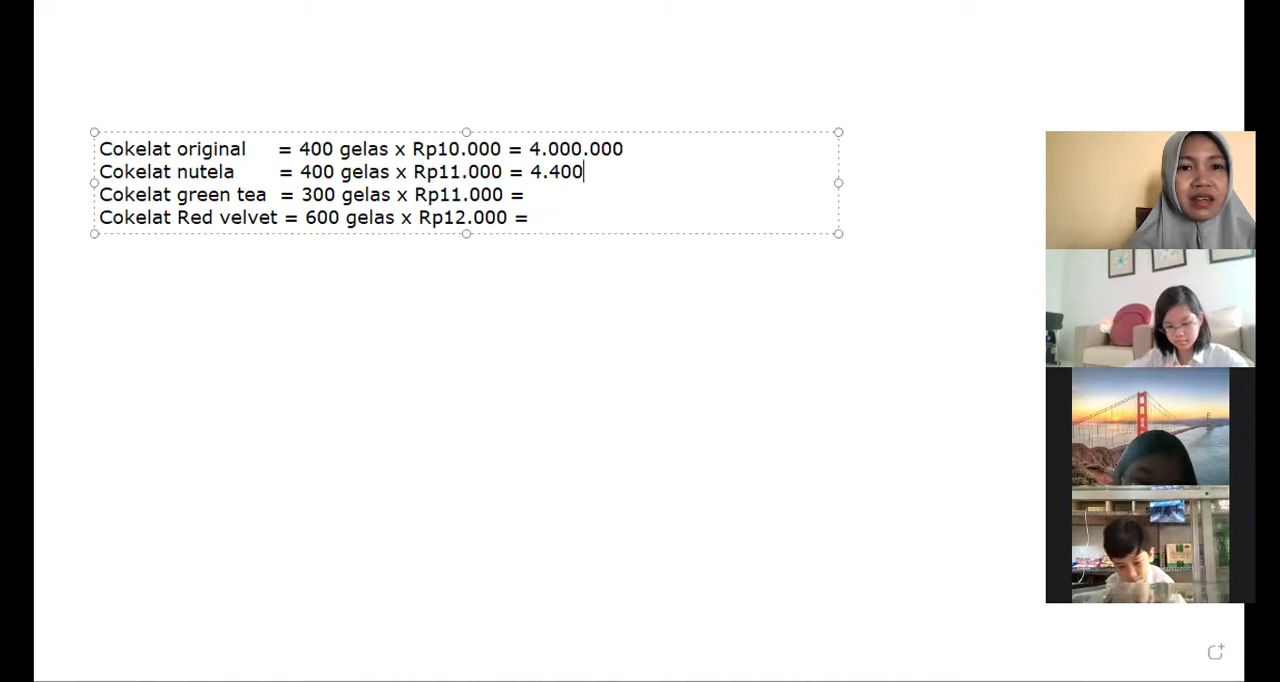 Cokelat original = 400 gelas x Rp10.000 = 4.000.000
Cokelat nutela = 400 gelas x Rp11.000 = 4.400
Cokelat green tea = 300 gelas x Rp11.000 =
Cokelat Red velvet = 600 gelas x Rp12.000 =